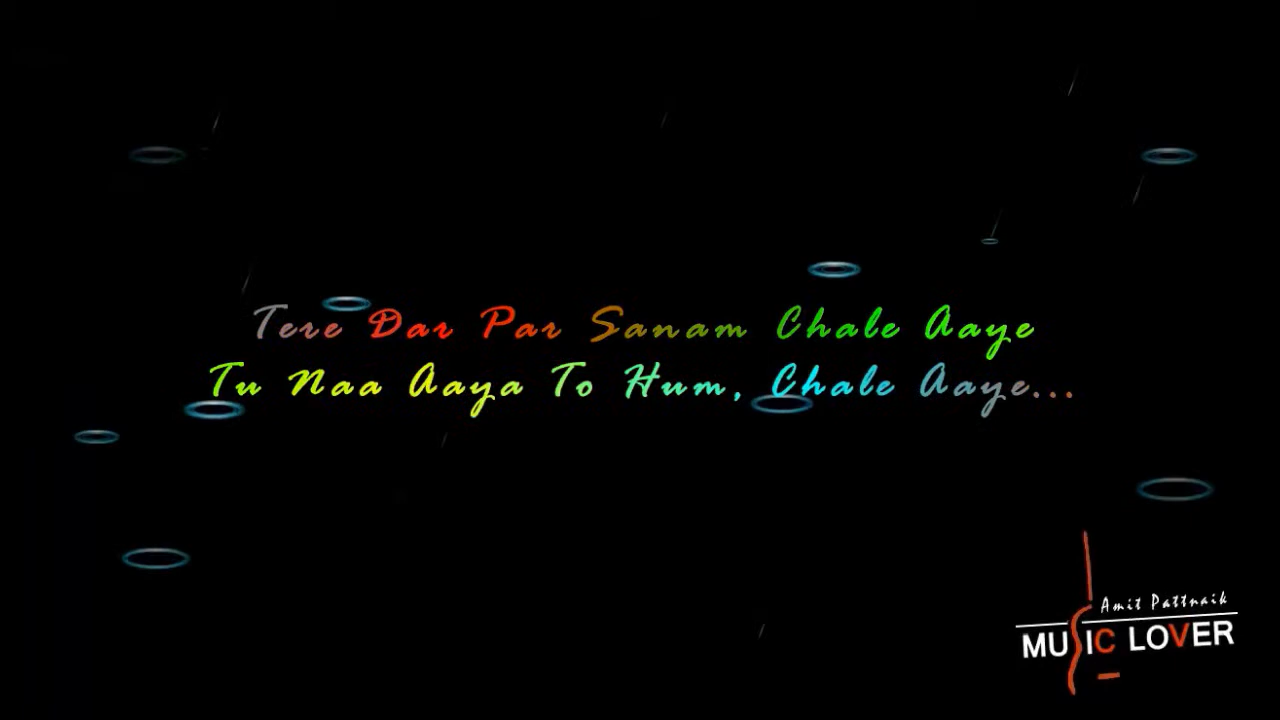 Tere Dar Par Sanam Chale Aaye
Tu Naa Aaya To Hum, Chale Aaye...
Amit Pattnaik
MUSIC LOVER